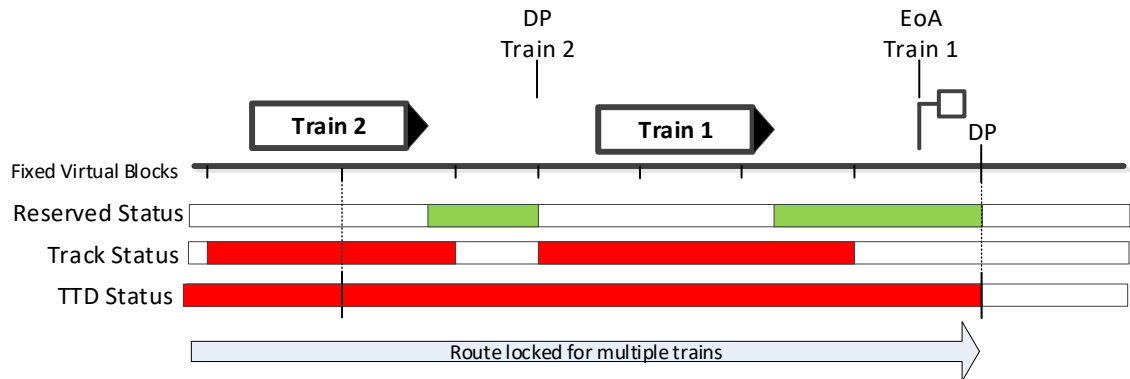 DP
Train 2
EoA
Train 1
Train 2
Train 1
DP
Fixed Virtual Blocks
Reserved Status
Track Status
TTD Status
Route locked for multiple trains